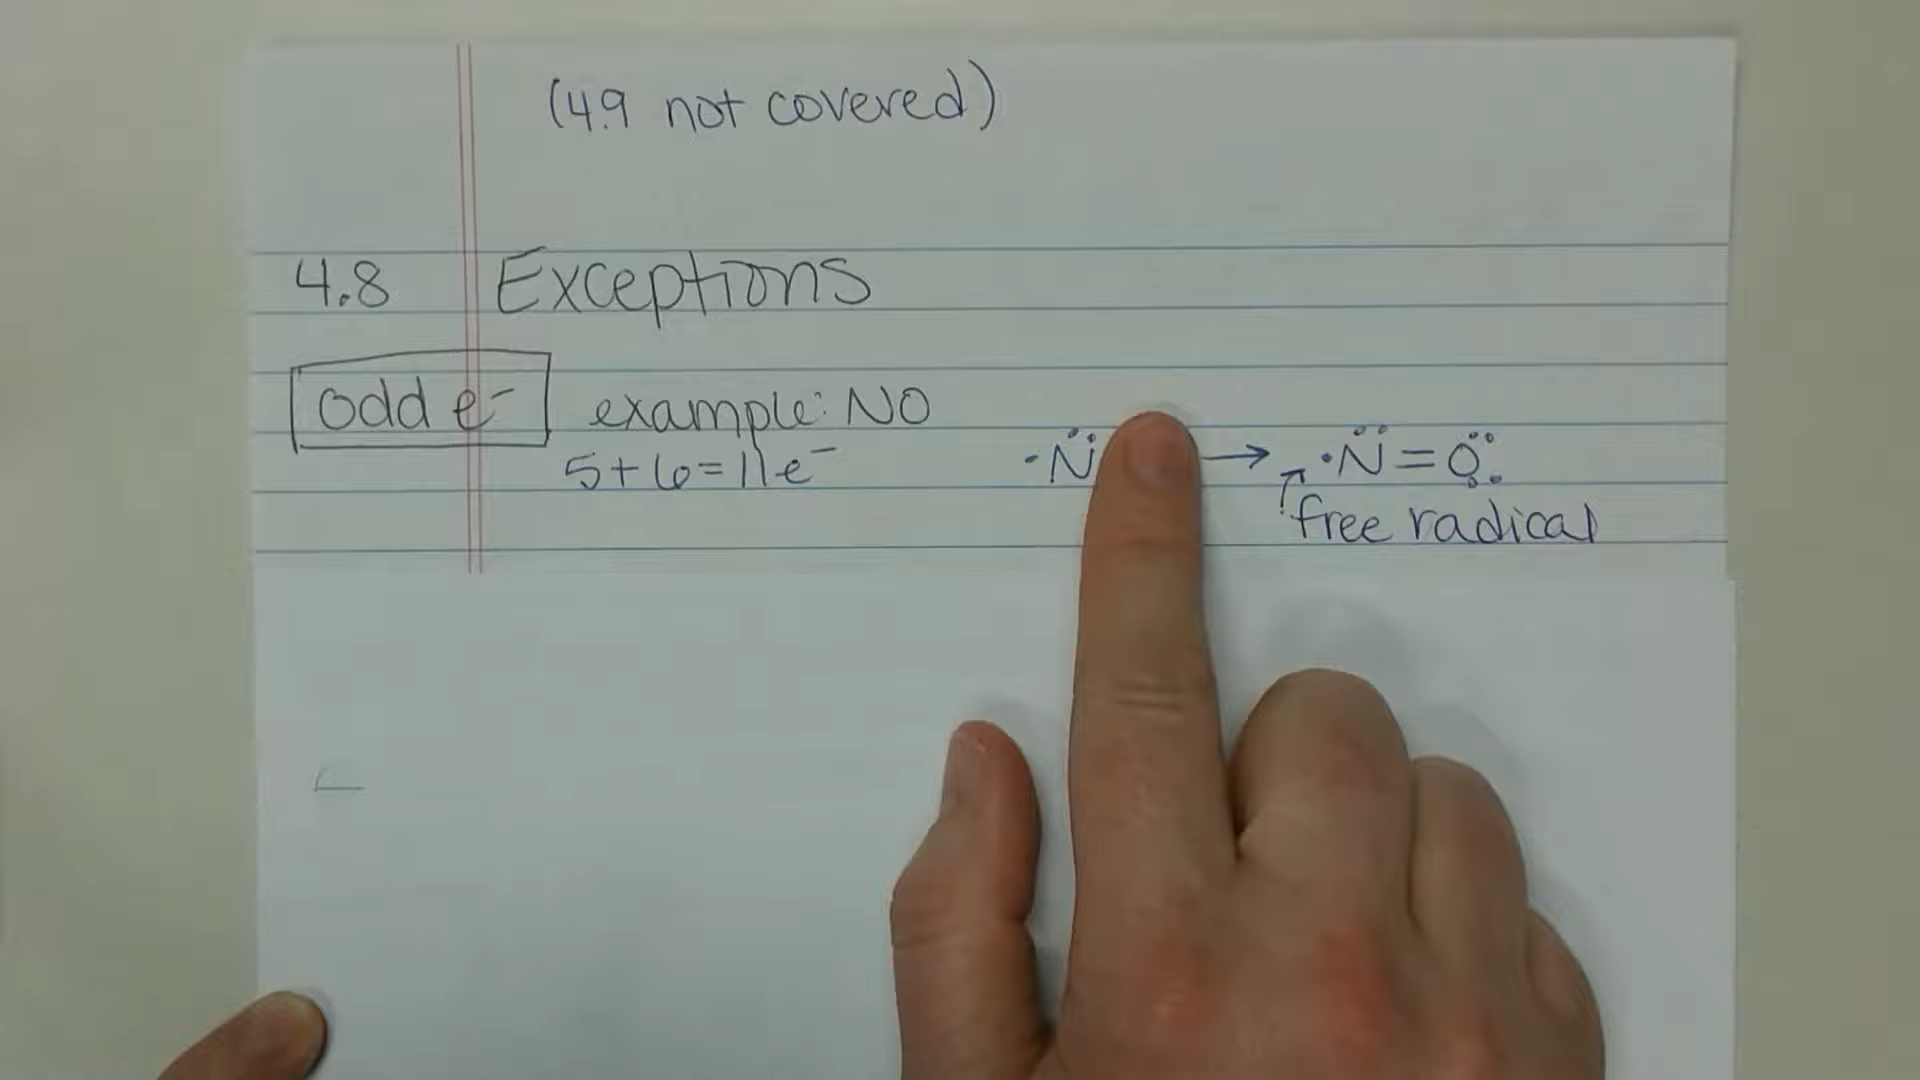 (4.9 not covered)
4.8 Exceptions
odd e⁻ example: NO
5+6=11e⁻ ·N̈ → ·N̈=Ö:
free radical